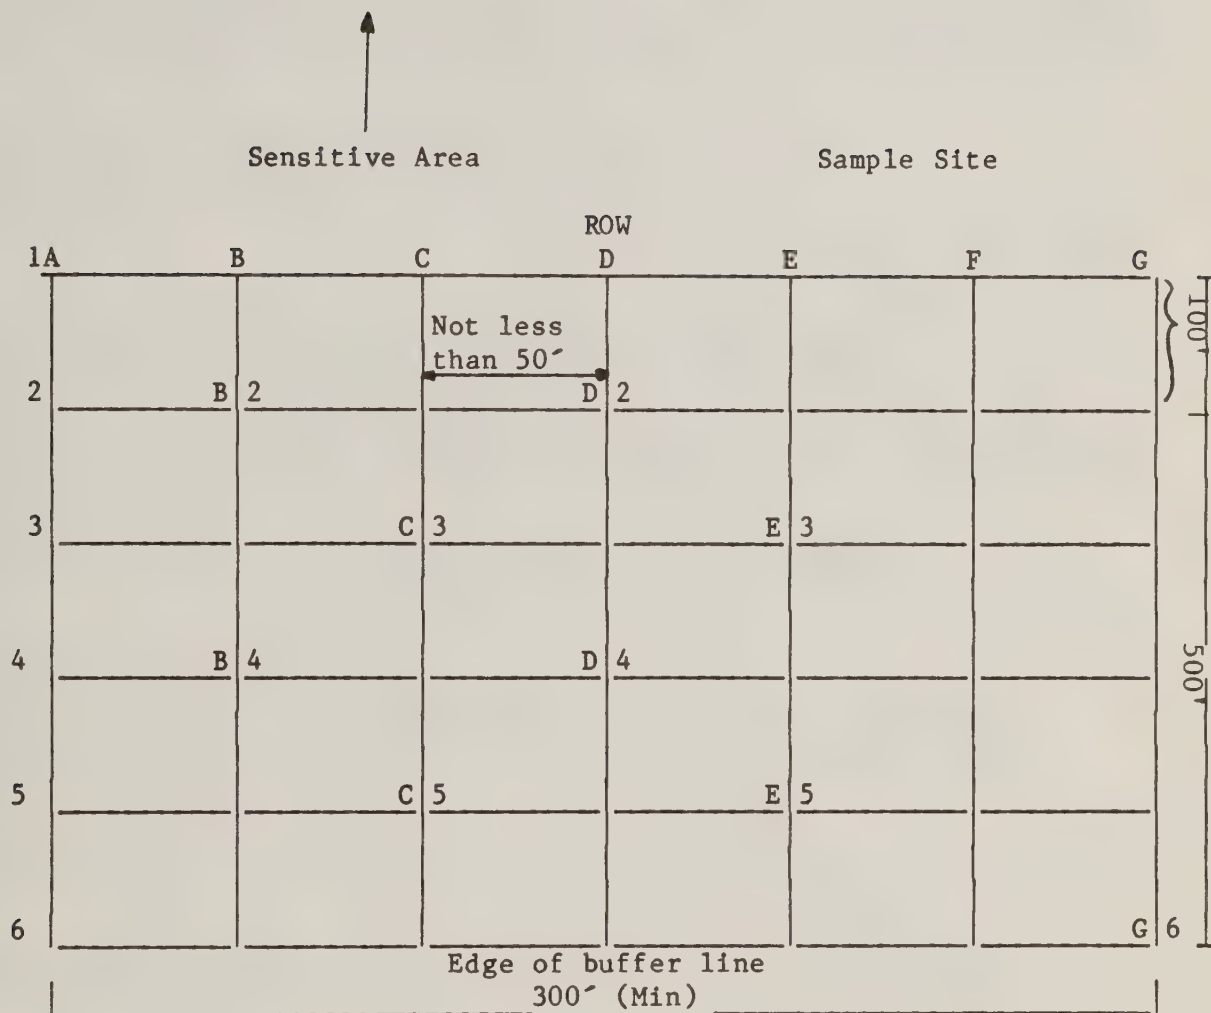 Sensitive Area
Sample Site
ROW
1A B C D E F G
100'
Not less
than 50'
2 B 2 D 2
3 C 3 E 3
4 B 4 D 4
500'
5 C 5 E 5
6 G 6
Edge of buffer line
300' (Min)